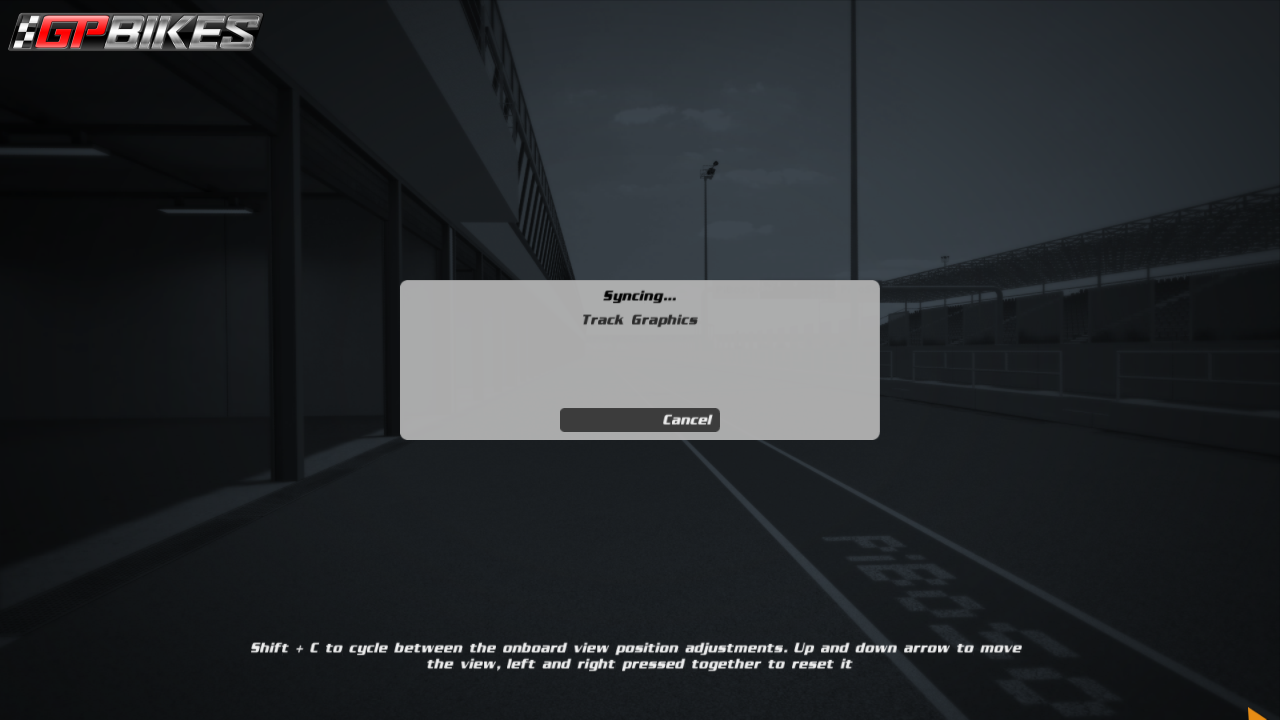 GPBIKES
Syncing...
Track Graphics
Cancel
PiBoSO
Shift + C to cycle between the onboard view position adjustments. Up and down arrow to move
the view, left and right pressed together to reset it